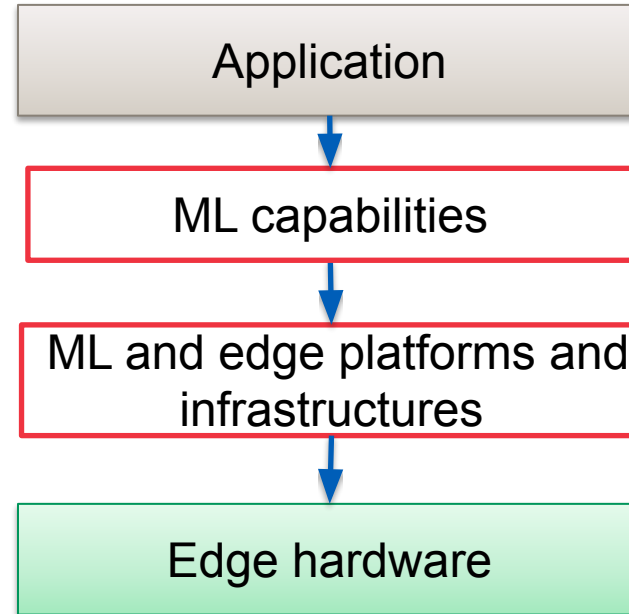 Application
ML capabilities
ML and edge platforms and
infrastructures
Edge hardware